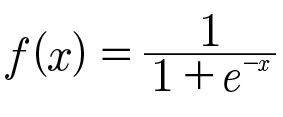 f(x) = 1 / (1 + e^{-x})